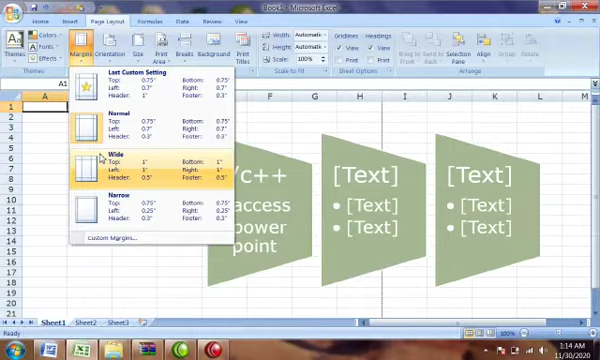 Book1 - Microsoft Excel
Home Insert Page Layout Formulas Data Review View
Themes
Colors
Fonts
Effects
Themes
Margins Orientation Size Print Area Breaks Background Print Titles
Width: Automatic
Height: Automatic
Scale: 100%
Scale to Fit
Gridlines Headings
View View
Print Print
Sheet Options
Bring to Front Send to Back Selection Pane Align Group Rotate
Arrange
A1
A F G H I J K L M
1
2
3
4
5
6
7
8
9
10
11
12
13
14
15
16
17
18
19
20
21
Last Custom Setting
Top: 0.75" Bottom: 0.75"
Left: 0.7" Right: 0.7"
Header: 1" Footer: 0.3"
Normal
Top: 0.75" Bottom: 0.75"
Left: 0.7" Right: 0.7"
Header: 0.3" Footer: 0.3"
Wide
Top: 1" Bottom: 1"
Left: 1" Right: 1"
Header: 0.5" Footer: 0.5"
Narrow
Top: 0.75" Bottom: 0.75"
Left: 0.25" Right: 0.25"
Header: 0.3" Footer: 0.3"
Custom Margins...
/c++
access
power
point
[Text]
• [Text]
• [Text]
[Text]
• [Text]
• [Text]
Sheet1 Sheet2 Sheet3
Ready 100%
1:14 AM
11/30/2020